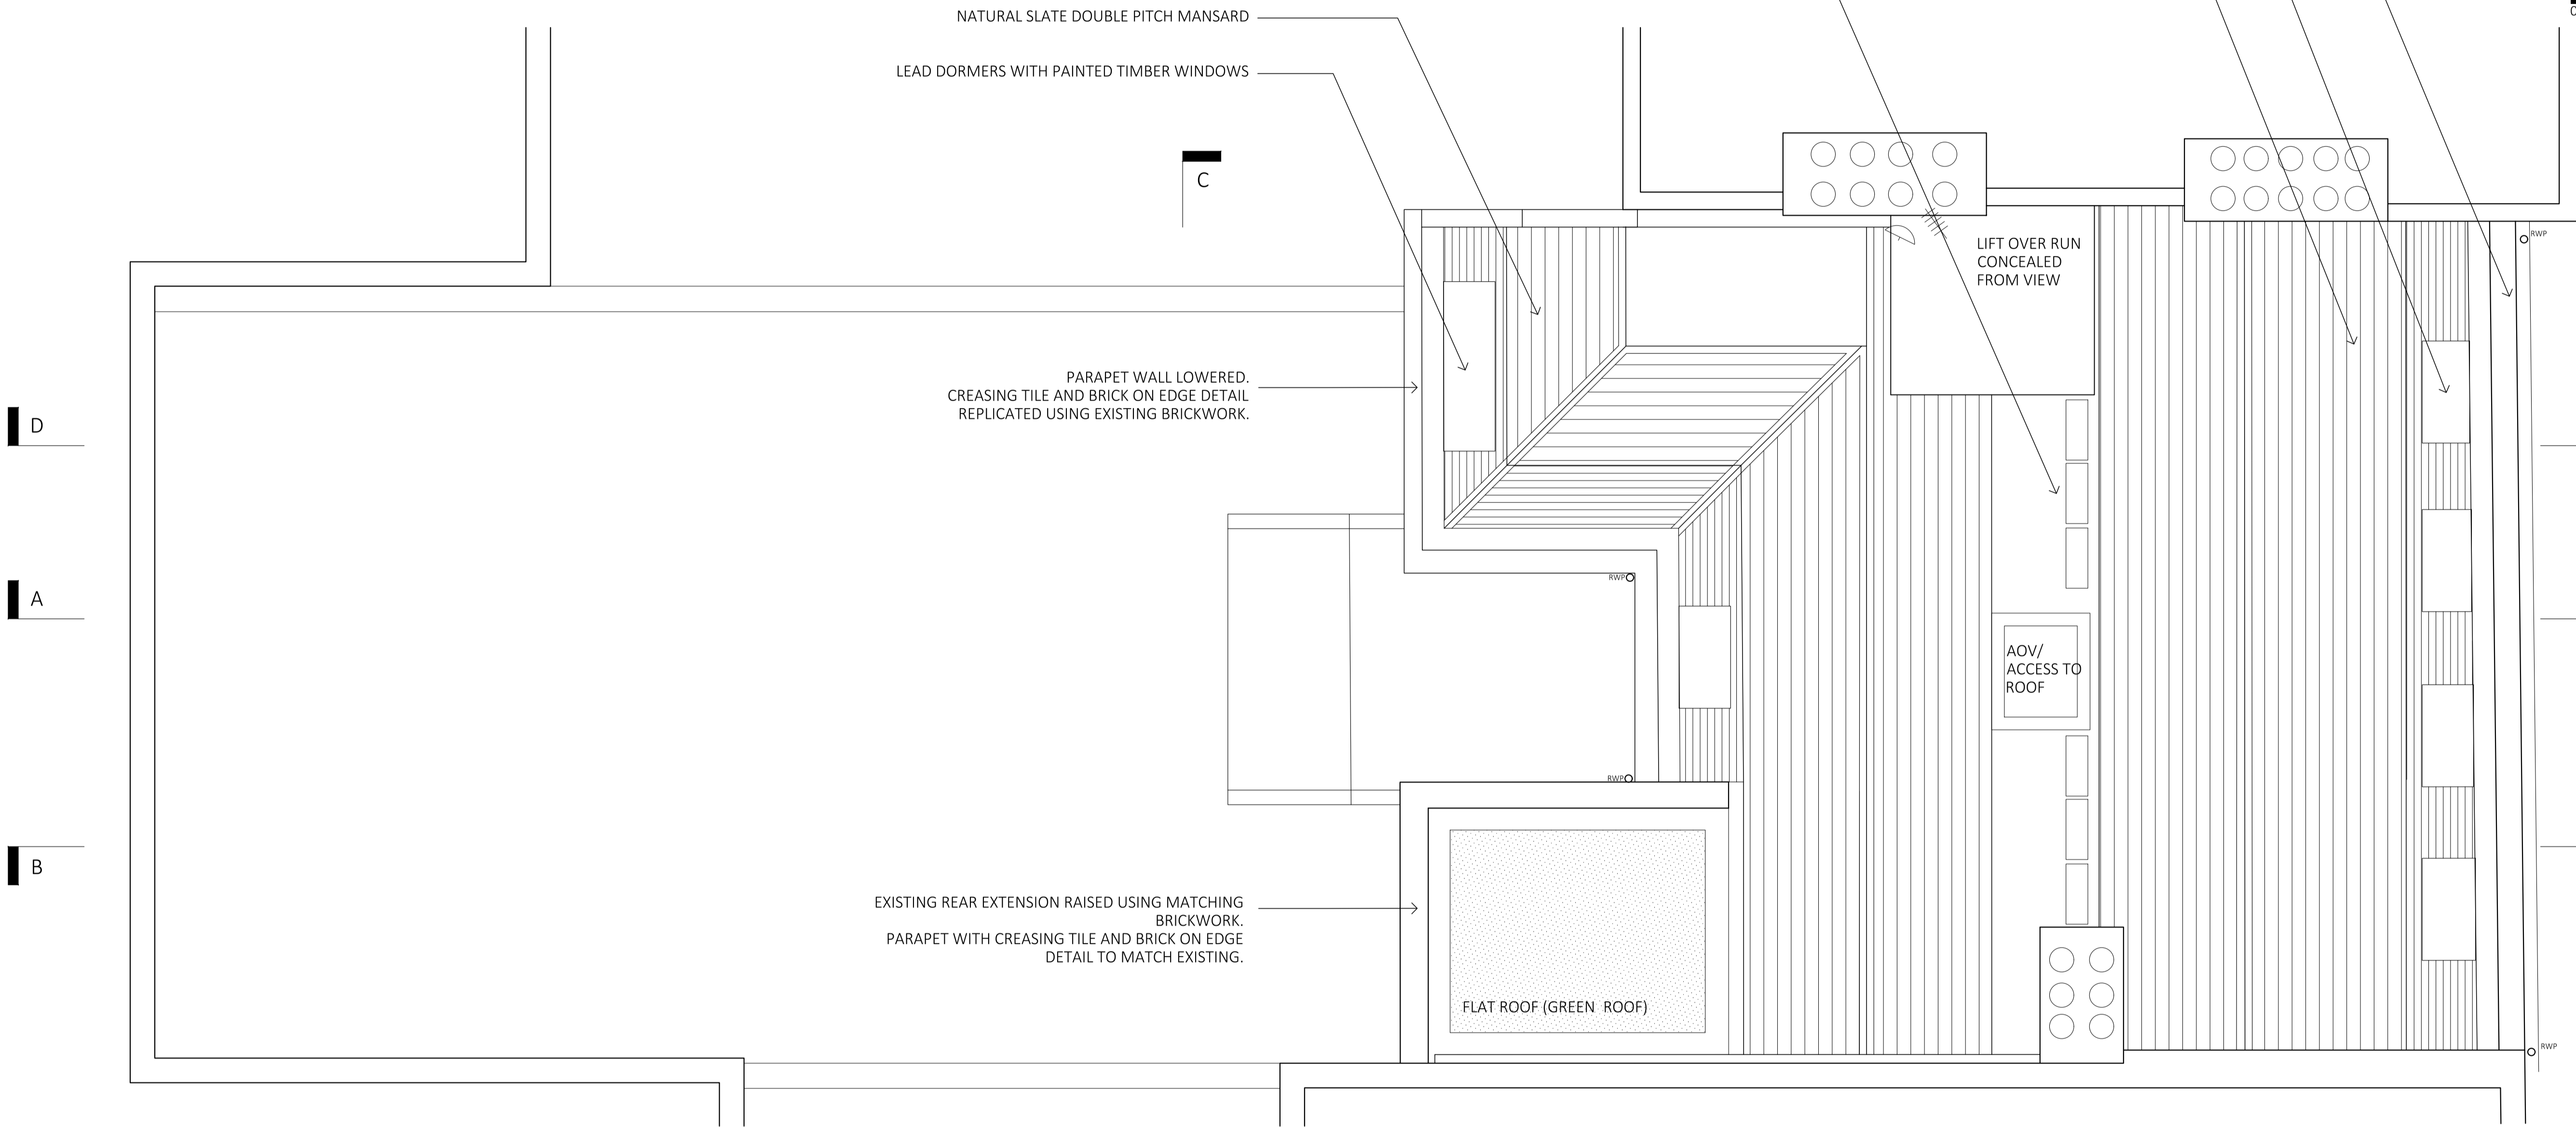 NATURAL SLATE DOUBLE PITCH MANSARD
LEAD DORMERS WITH PAINTED TIMBER WINDOWS
C
LIFT OVER RUN
CONCEALED
FROM VIEW
RWP
PARAPET WALL LOWERED.
CREASING TILE AND BRICK ON EDGE DETAIL
REPLICATED USING EXISTING BRICKWORK.
D
A
RWP
AOV/
ACCESS TO
ROOF
RWP
B
EXISTING REAR EXTENSION RAISED USING MATCHING
BRICKWORK.
PARAPET WITH CREASING TILE AND BRICK ON EDGE
DETAIL TO MATCH EXISTING.
FLAT ROOF (GREEN  ROOF)
RWP